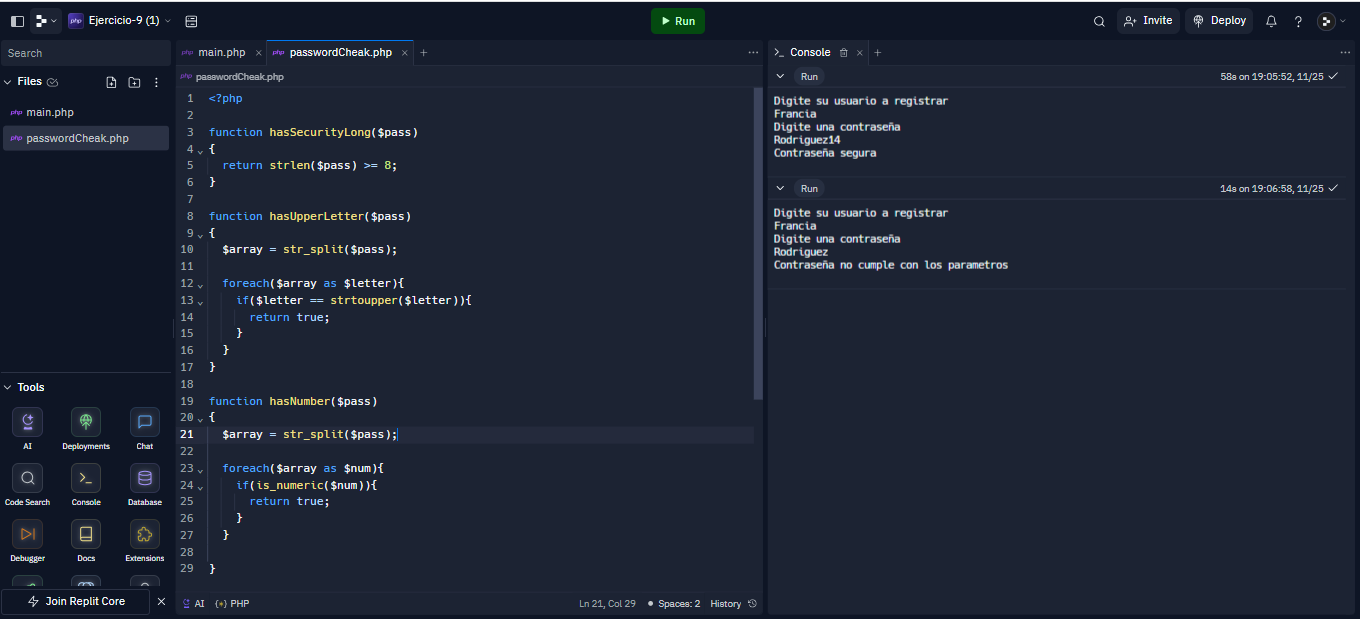 php Ejercicio-9 (1)
Run
Invite
Deploy
Search
Files
php main.php
php passwordCheak.php
Tools
AI
Deployments
Chat
Code Search
Console
Database
Debugger
Docs
Extensions
Join Replit Core
php main.php
php passwordCheak.php
php passwordCheak.php
1 <?php
2
3 function hasSecurityLong($pass)
4 {
5   return strlen($pass) >= 8;
6 }
7
8 function hasUpperLetter($pass)
9 {
10   $array = str_split($pass);
11
12   foreach($array as $letter){
13     if($letter == strtoupper($letter)){
14       return true;
15     }
16   }
17 }
18
19 function hasNumber($pass)
20 {
21   $array = str_split($pass);
22
23   foreach($array as $num){
24     if(is_numeric($num)){
25       return true;
26     }
27   }
28
29 }
AI
PHP
Ln 21, Col 29
Spaces: 2
History
Console
Run
58s on 19:05:52, 11/25
Digite su usuario a registrar
Francia
Digite una contraseña
Rodriguez14
Contraseña segura
Run
14s on 19:06:58, 11/25
Digite su usuario a registrar
Francia
Digite una contraseña
Rodriguez
Contraseña no cumple con los parametros